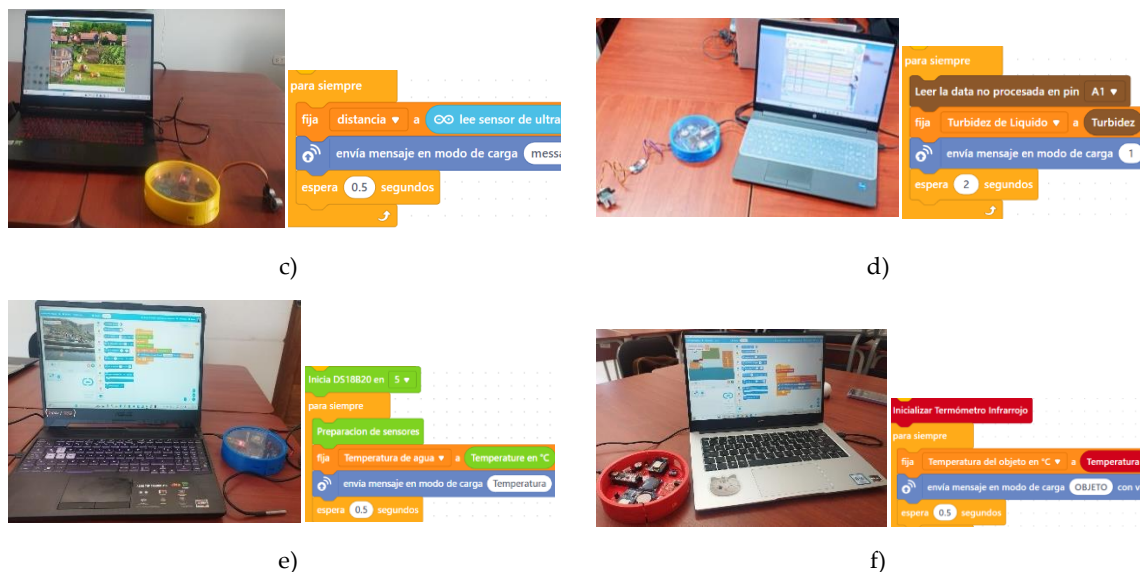 para siempre
fija distancia a lee sensor de ultra
envía mensaje en modo de carga messa
espera 0.5 segundos
c)
para siempre
Leer la data no procesada en pin A1
fija Turbidez de Liquido a Turbidez
envía mensaje en modo de carga 1
espera 2 segundos
d)
Inicia DS18B20 en 5
para siempre
Preparacion de sensores
fija Temperatura de agua a Temperature en °C
envía mensaje en modo de carga Temperatura
espera 0.5 segundos
e)
Inicializar Termómetro Infrarrojo
para siempre
fija Temperatura del objeto en °C a Temperatura
envía mensaje en modo de carga OBJETO con v
espera 0.5 segundos
f)